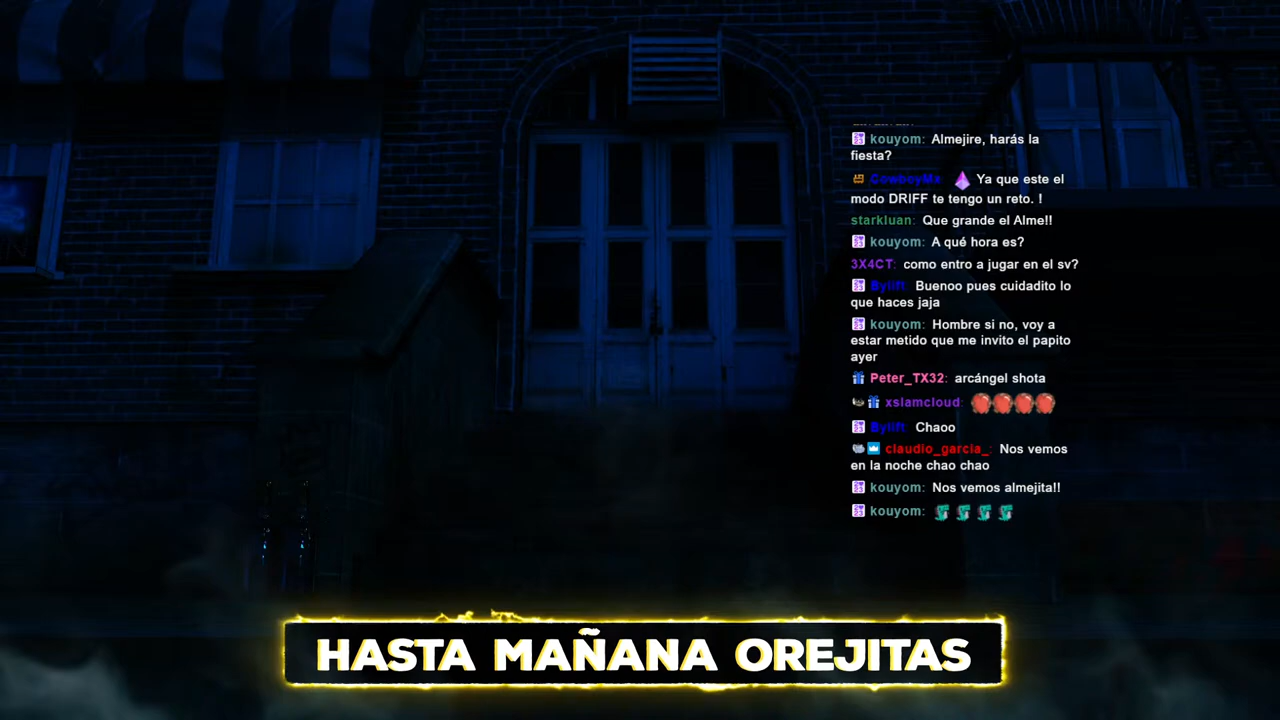 kouyom: Almejire, harás la
fiesta?
CowboyMx: Ya que este el
modo DRIFF te tengo un reto. !
starkluan: Que grande el Alme!!
kouyom: A qué hora es?
3X4CT: como entro a jugar en el sv?
Bylift: Buenoo pues cuidadito lo
que haces jaja
kouyom: Hombre si no, voy a
estar metido que me invito el papito
ayer
Peter_TX32: arcángel shota
xslamcloud:
Bylift: Chaoo
claudio_garcia_: Nos vemos
en la noche chao chao
kouyom: Nos vemos almejita!!
kouyom:
HASTA MAÑANA OREJITAS